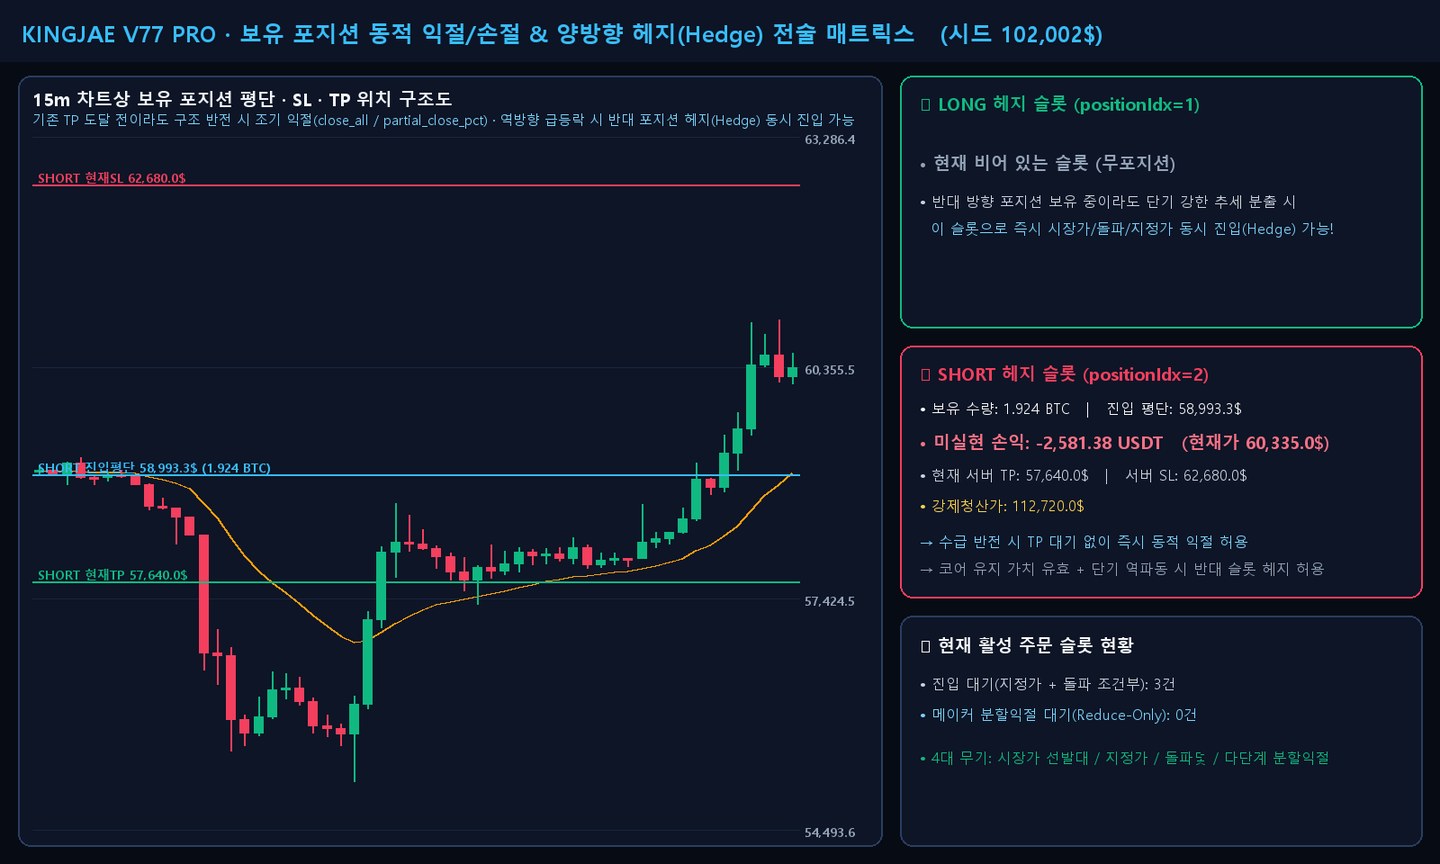 KINGJAE V77 PRO · 보유 포지션 동적 익절/손절 & 양방향 헤지(Hedge) 전술 매트릭스 (시드 102,002$)
15m 차트상 보유 포지션 평단 · SL · TP 위치 구조도
기존 TP 도달 전이라도 구조 반전 시 조기 익절(close_all / partial_close_pct) · 역방향 급등락 시 반대 포지션 헤지(Hedge) 동시 진입 가능
63,286.4
SHORT 현재SL 62,680.0$
60,355.5
SHORT 진입평단 58,993.3$ (1.924 BTC)
SHORT 현재TP 57,640.0$
57,424.5
54,493.6
LONG 헤지 슬롯 (positionIdx=1)
• 현재 비어 있는 슬롯 (무포지션)
• 반대 방향 포지션 보유 중이라도 단기 강한 추세 분출 시
이 슬롯으로 즉시 시장가/돌파/지정가 동시 진입(Hedge) 가능!
SHORT 헤지 슬롯 (positionIdx=2)
• 보유 수량: 1.924 BTC | 진입 평단: 58,993.3$
• 미실현 손익: -2,581.38 USDT (현재가 60,335.0$)
• 현재 서버 TP: 57,640.0$ | 서버 SL: 62,680.0$
• 강제청산가: 112,720.0$
→ 수급 반전 시 TP 대기 없이 즉시 동적 익절 허용
→ 코어 유지 가치 유효 + 단기 역파동 시 반대 슬롯 헤지 허용
현재 활성 주문 슬롯 현황
• 진입 대기(지정가 + 돌파 조건부): 3건
• 메이커 분할익절 대기(Reduce-Only): 0건
• 4대 무기: 시장가 선발대 / 지정가 / 돌파덫 / 다단계 분할익절